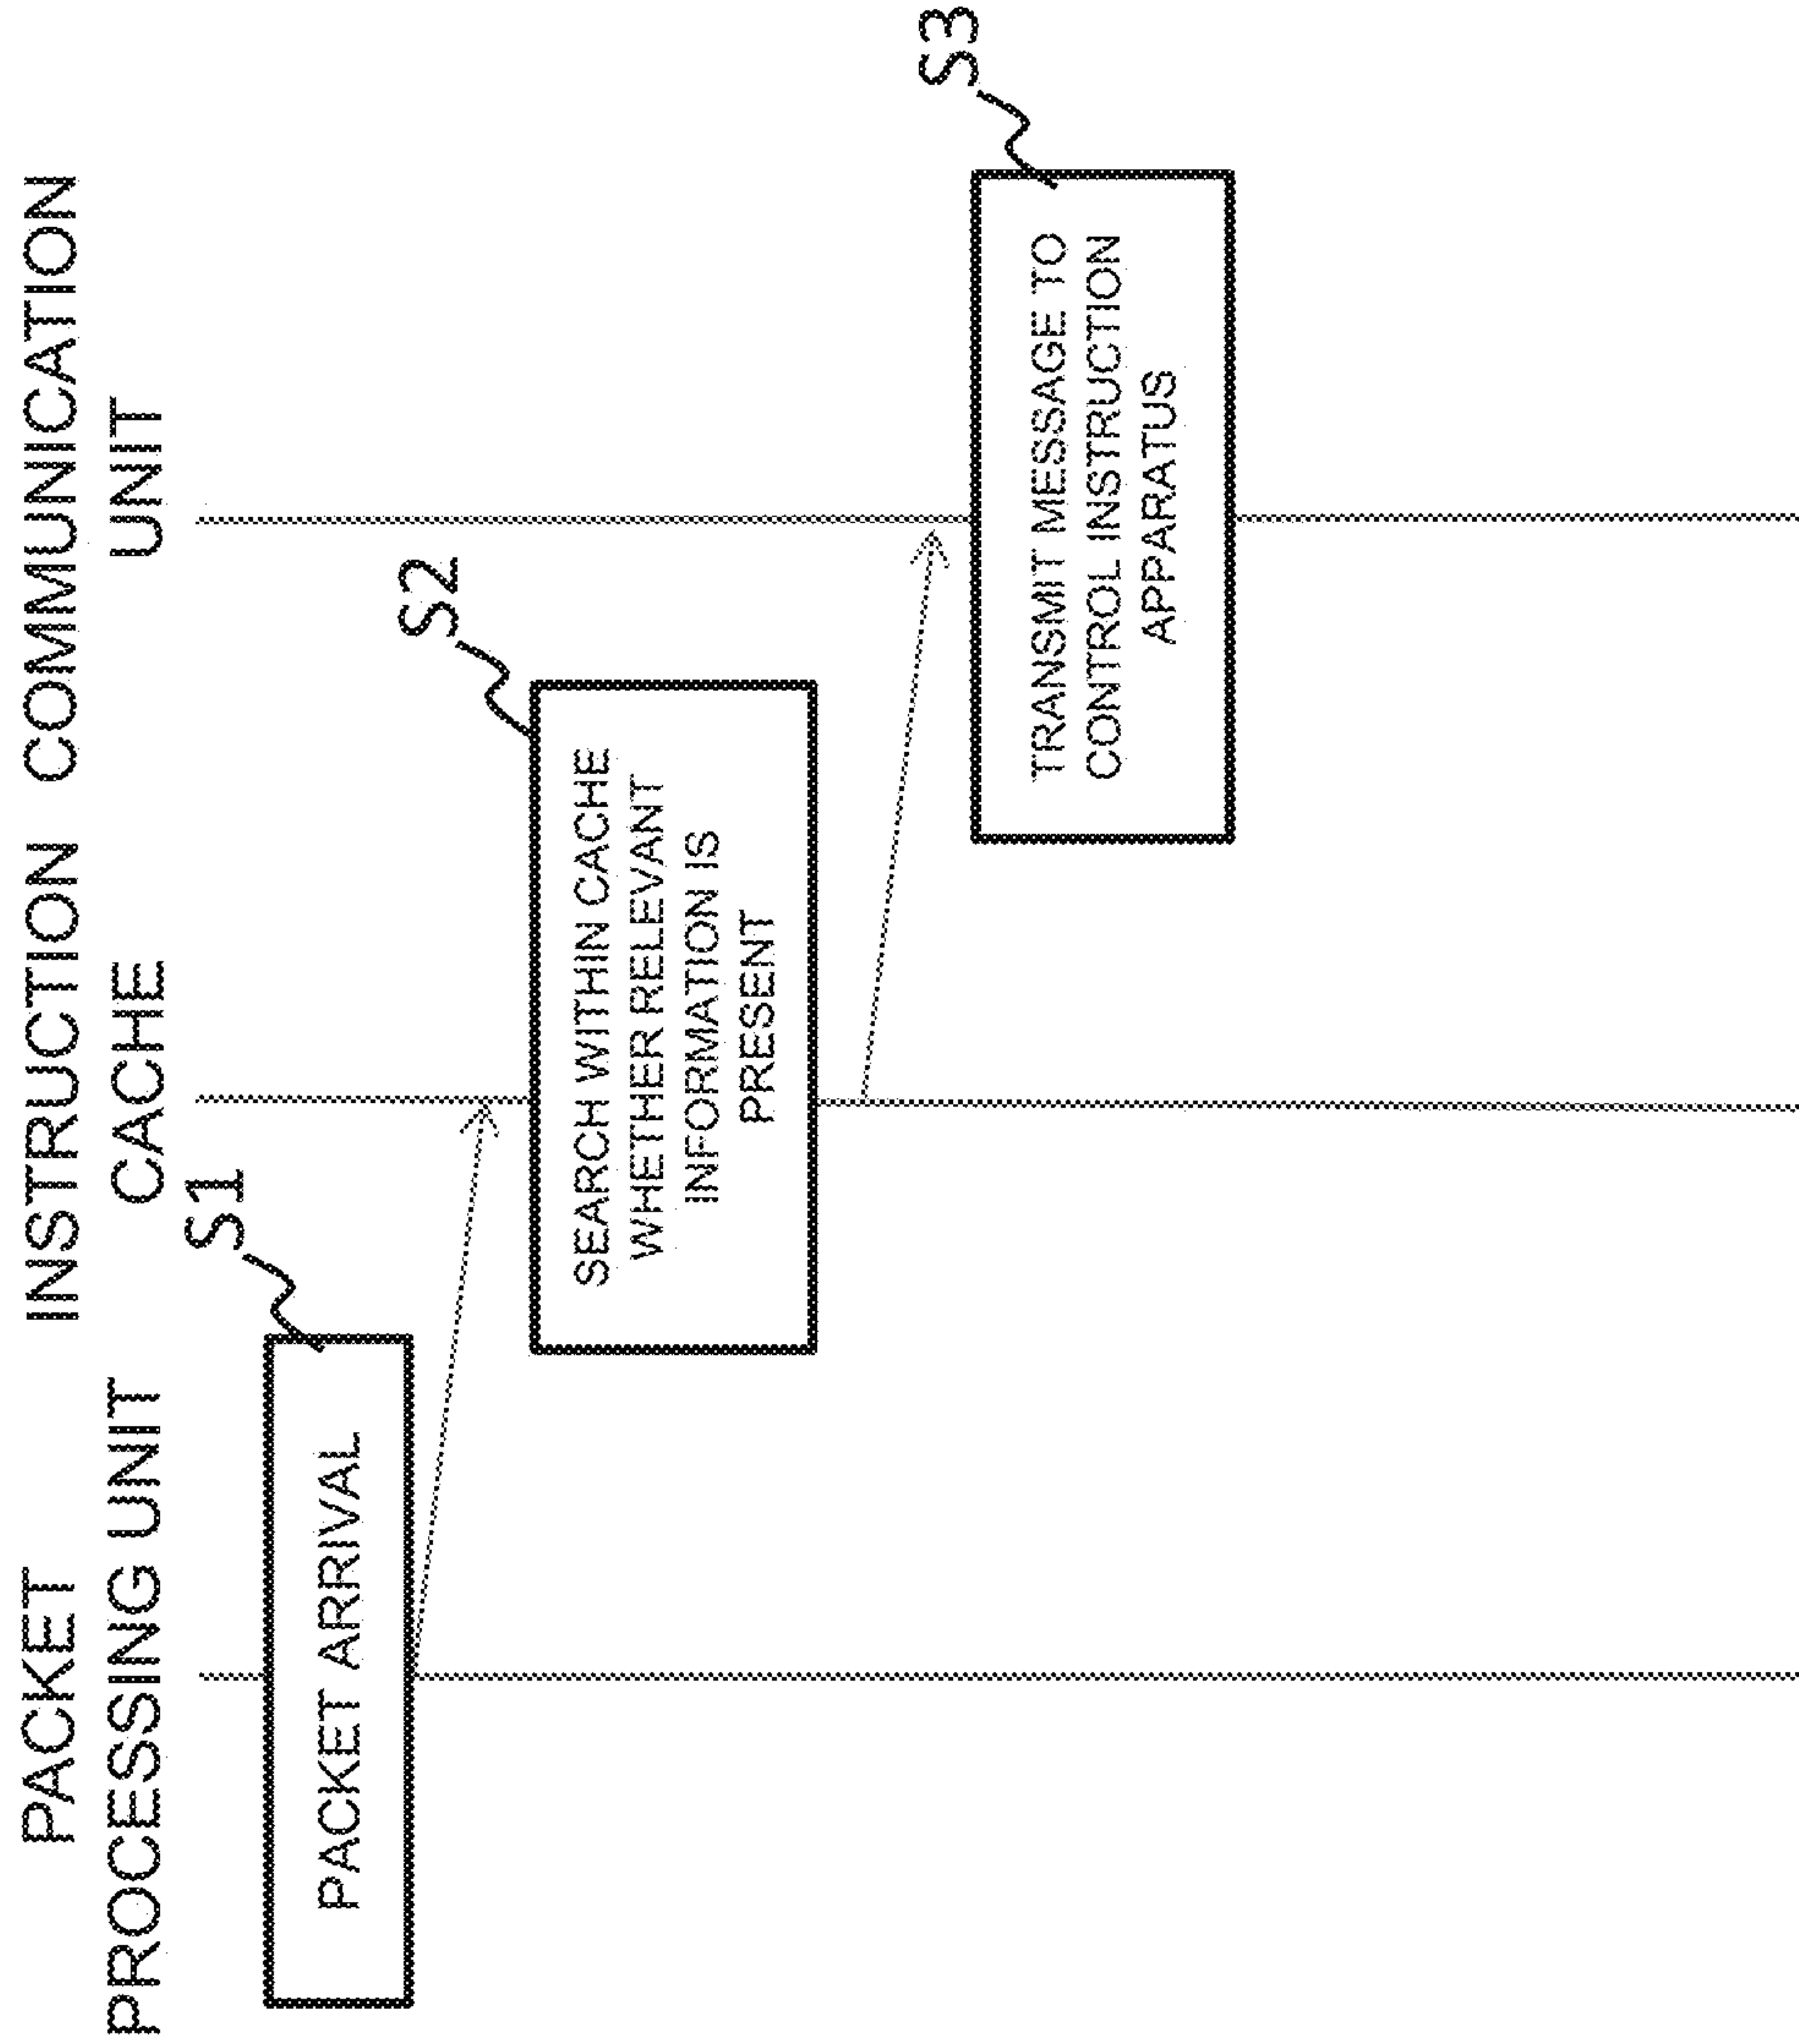 PACKET
PROCESSING UNIT
INSTRUCTION
CACHE
COMMUNICATION
UNIT
S1
PACKET ARRIVAL
S2
SEARCH WITHIN CACHE
WHETHER RELEVANT
INFORMATION IS
PRESENT
S3
TRANSMIT MESSAGE TO
CONTROL INSTRUCTION
APPARATUS